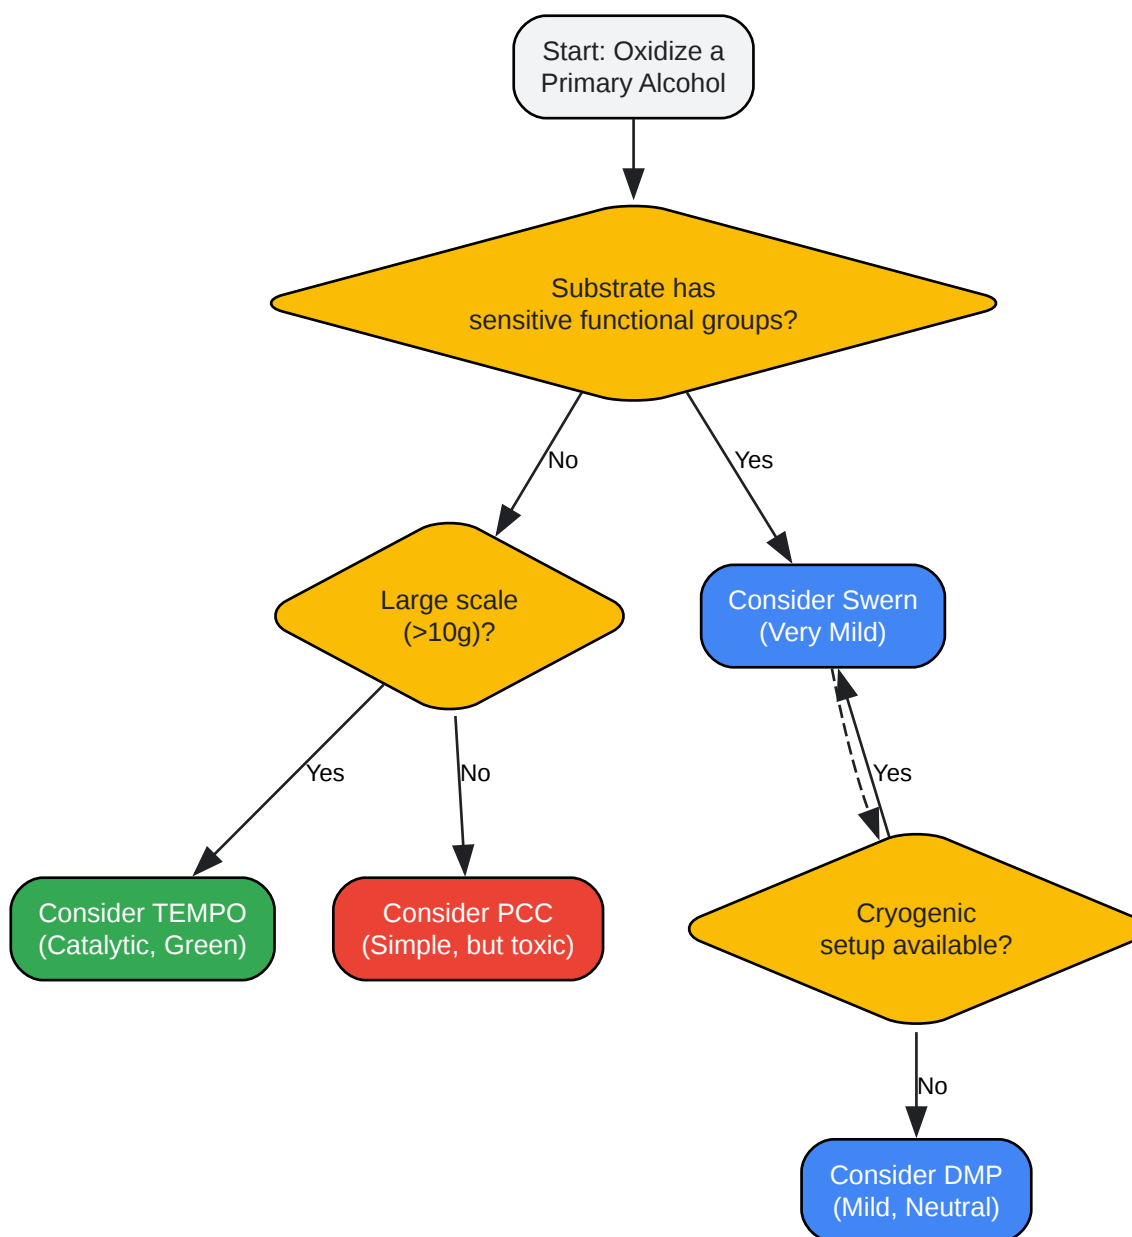 Start: Oxidize a
Primary Alcohol
Substrate has
sensitive functional groups?
No
Yes
Large scale
(>10g)?
Consider Swern
(Very Mild)
Yes
No
Yes
Consider TEMPO
(Catalytic, Green)
Consider PCC
(Simple, but toxic)
Cryogenic
setup available?
No
Consider DMP
(Mild, Neutral)